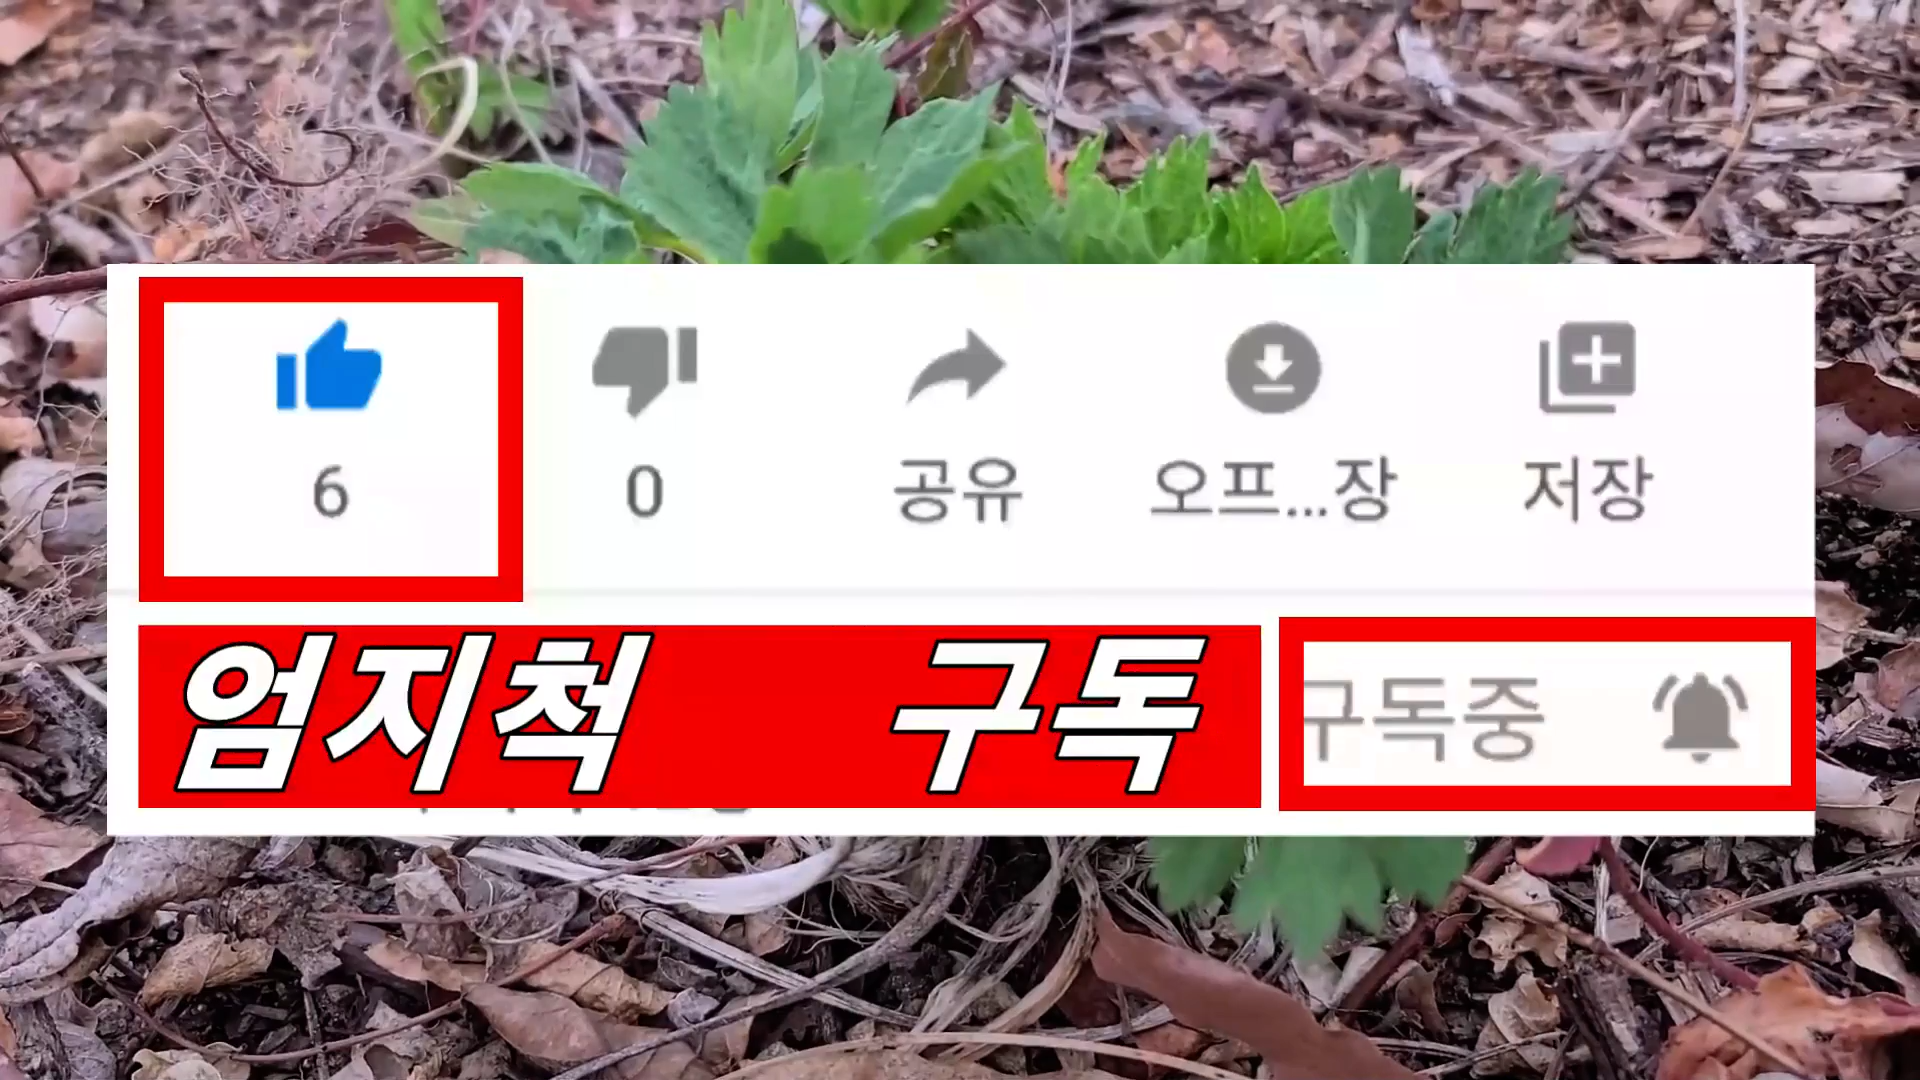 6 0 공유 오프...장 저장
엄지척 구독 구독중